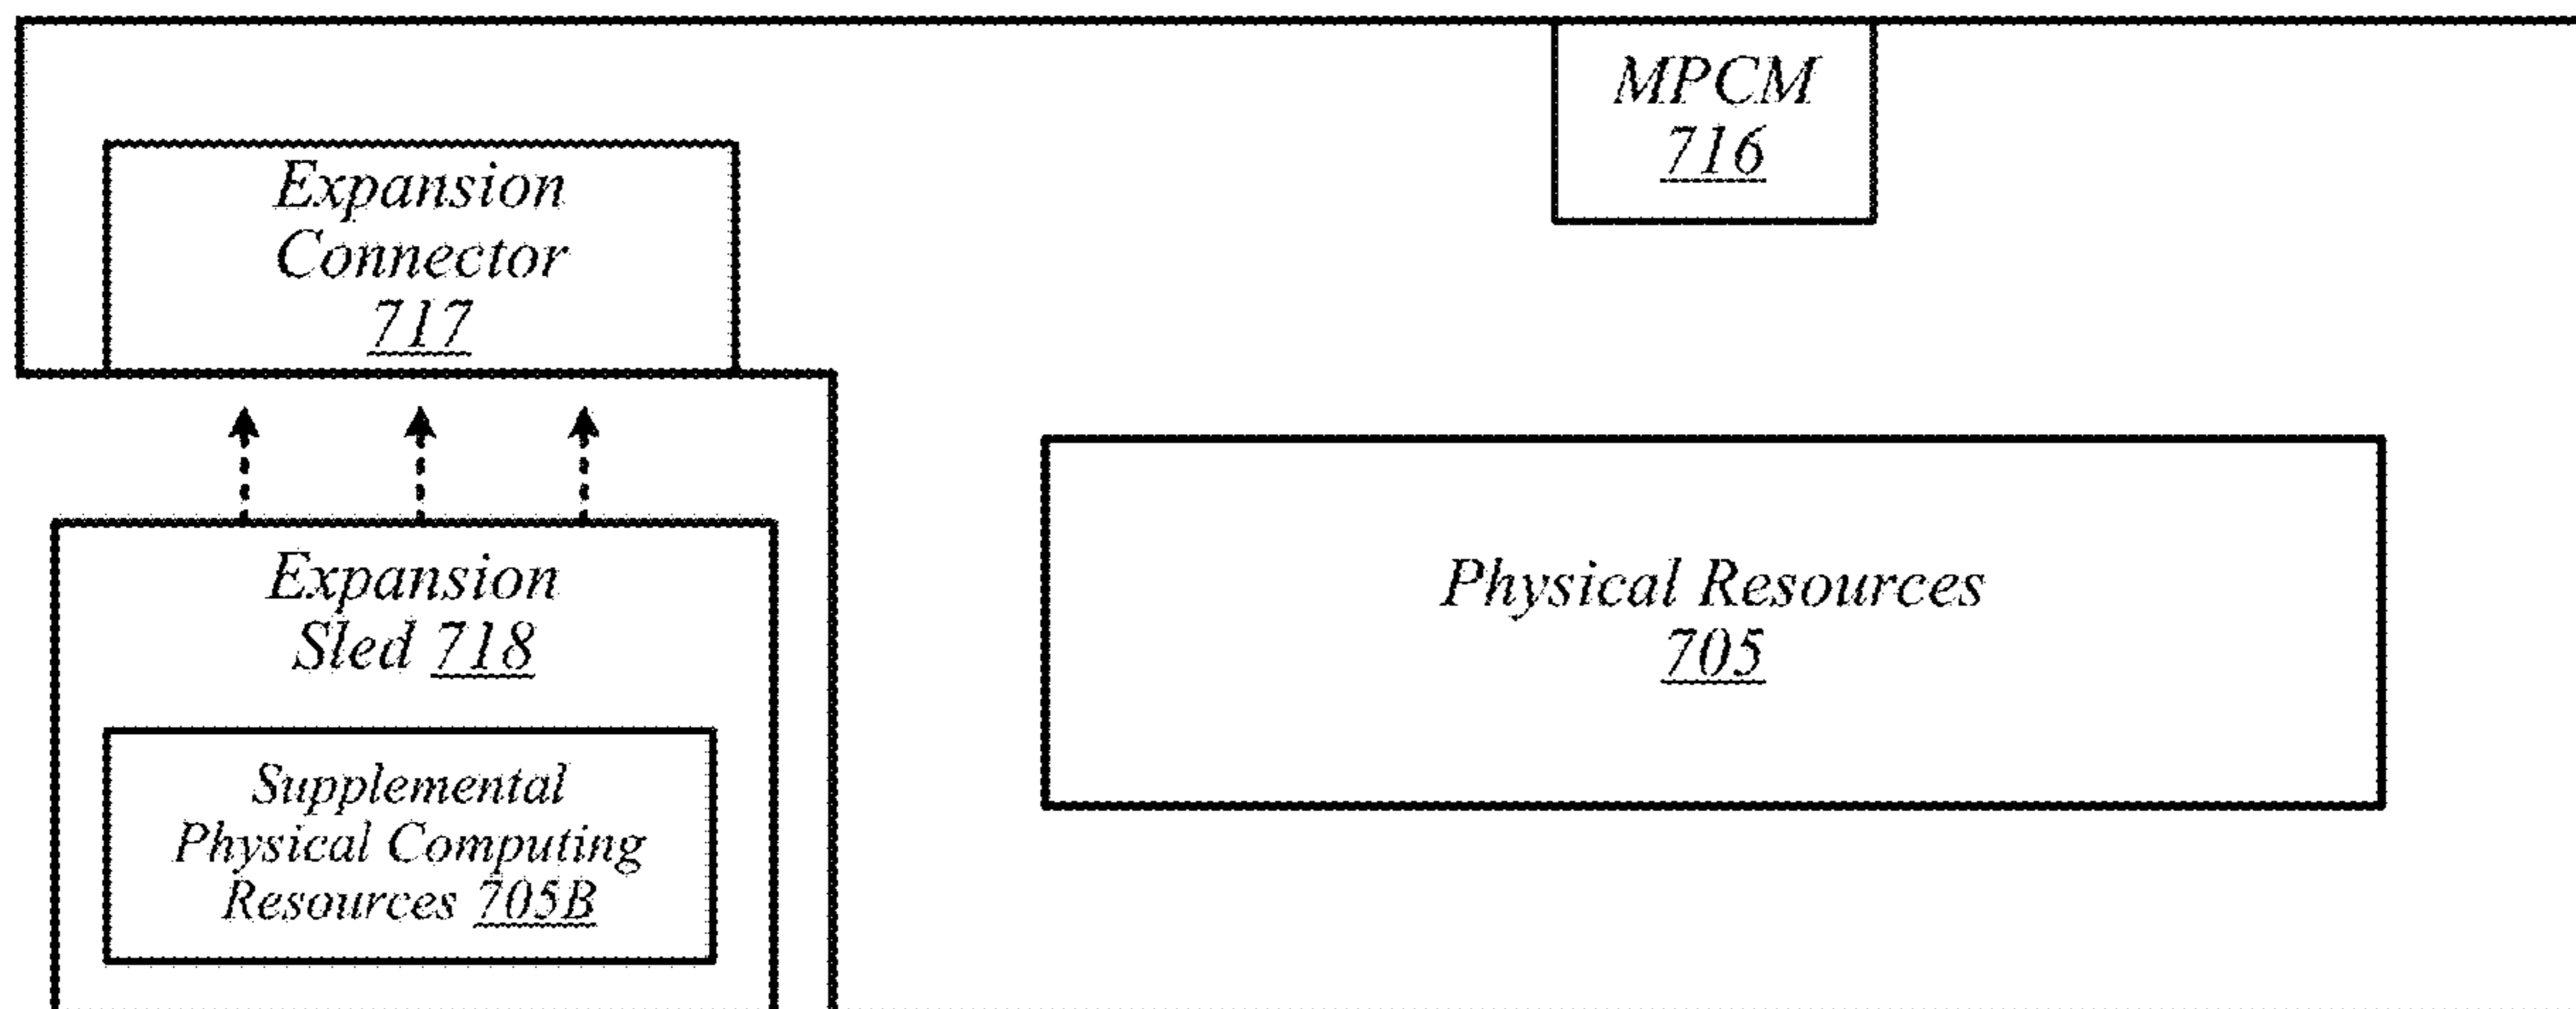 MPCM
716
Expansion
Connector
717
Expansion
Sled 718
Supplemental
Physical Computing
Resources 705B
Physical Resources
705